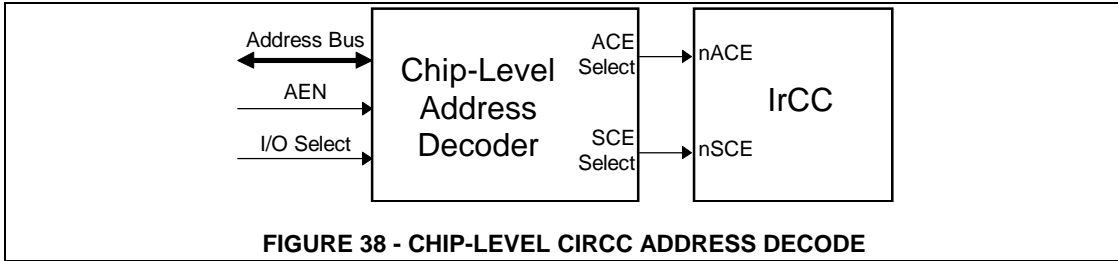 Address Bus
AEN
I/O Select
Chip-Level
Address
Decoder
ACE
Select
SCE
Select
nACE
nSCE
IrCC
FIGURE 38 - CHIP-LEVEL CIRCC ADDRESS DECODE